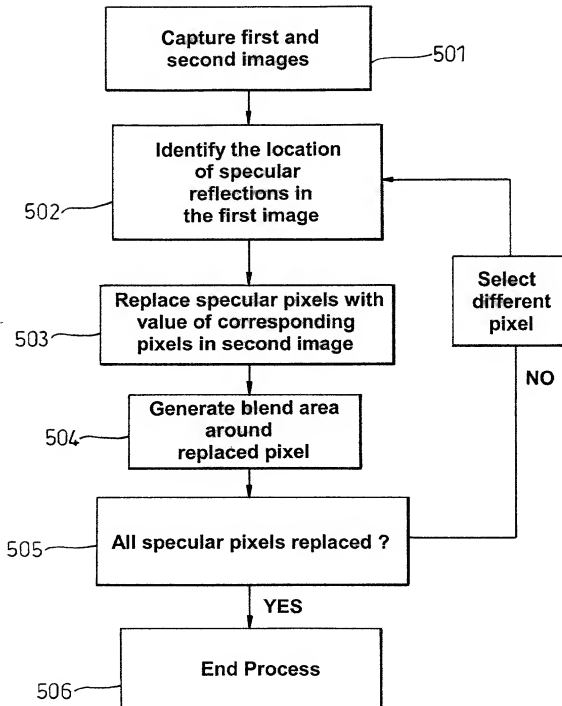 Capture first and
second images
501
Identify the location
of specular
reflections in
the first image
502
Select
different
pixel
Replace specular pixels with
value of corresponding
pixels in second image
503
NO
Generate blend area
around
replaced pixel
504
All specular pixels replaced ?
505
YES
End Process
506